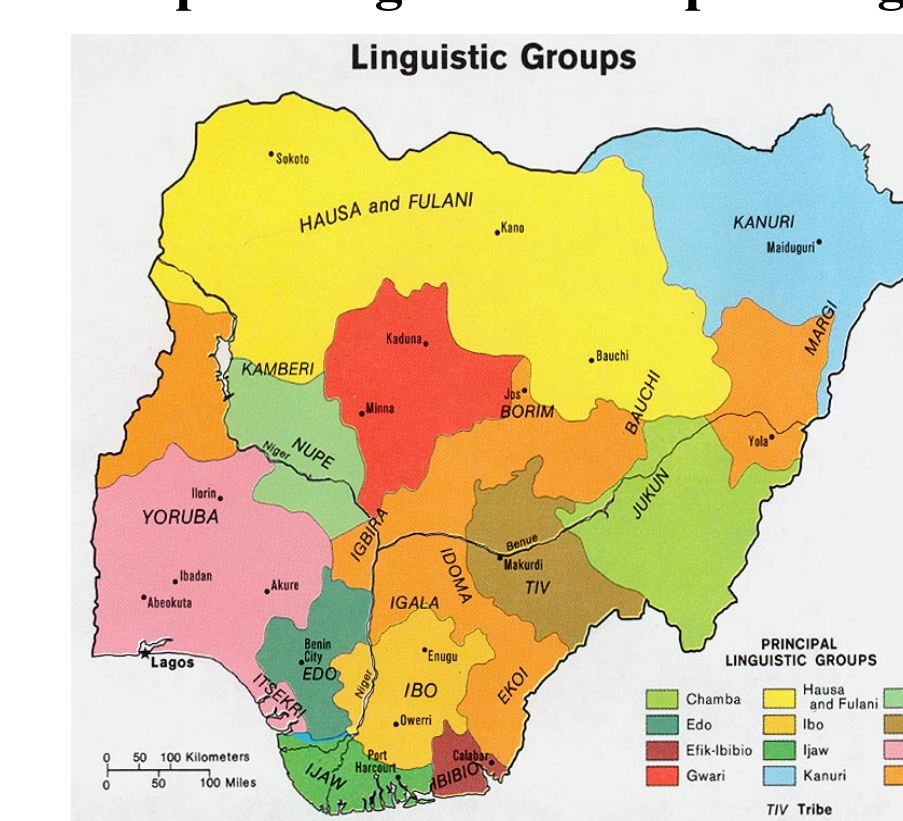 Linguistic Groups
Sokoto
HAUSA and FULANI
Kano
KANURI
Maiduguri
MARGI
Kaduna
Bauchi
KAMBERI
Jos
BORIM
BAUCHI
Minna
Yola
Niger
NUPE
Ilorin
YORUBA
JUKUN
IGBIRA
Benue
Makurdi
IDOMA
TIV
Ibadan
Akure
Abeokuta
IGALA
Lagos
Benin
City
EDO
Enugu
ITSEKRI
Niger
IBO
EKOI
Owerri
Port
Harcourt
Calabar
IJAW
IBIBIO
0 50 100 Kilometers
0 50 100 Miles
PRINCIPAL
LINGUISTIC GROUPS
Chamba
Edo
Efik-Ibibio
Gwari
Hausa
and Fulani
Ibo
Ijaw
Kanuri
TIV Tribe